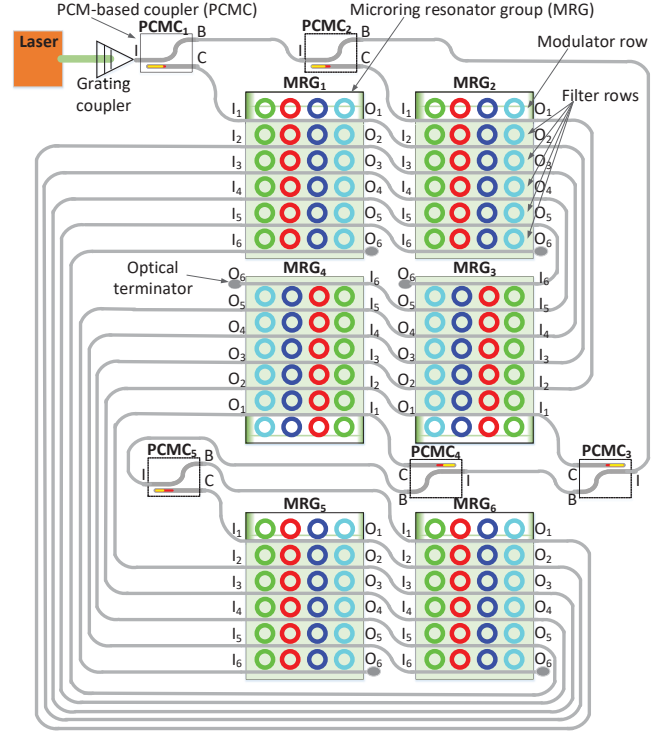 PCM-based coupler (PCMC)
Microring resonator group (MRG)
Laser
PCMC1
PCMC2
I
B
C
B
C
Modulator row
Grating
coupler
Filter rows
MRG1
MRG2
I1
O1
I1
O1
I2
O2
I2
O2
I3
O3
I3
O3
I4
O4
I4
O4
I5
O5
I5
O5
I6
O6
I6
O6
Optical
terminator
MRG4
MRG3
O6
I6
O6
I6
O5
I5
O5
I5
O4
I4
O4
I4
O3
I3
O3
I3
O2
I2
O2
I2
O1
I1
O1
I1
PCMC5
PCMC4
PCMC3
I
B
C
C
B
I
C
B
I
MRG5
MRG6
I1
O1
I1
O1
I2
O2
I2
O2
I3
O3
I3
O3
I4
O4
I4
O4
I5
O5
I5
O5
I6
O6
I6
O6